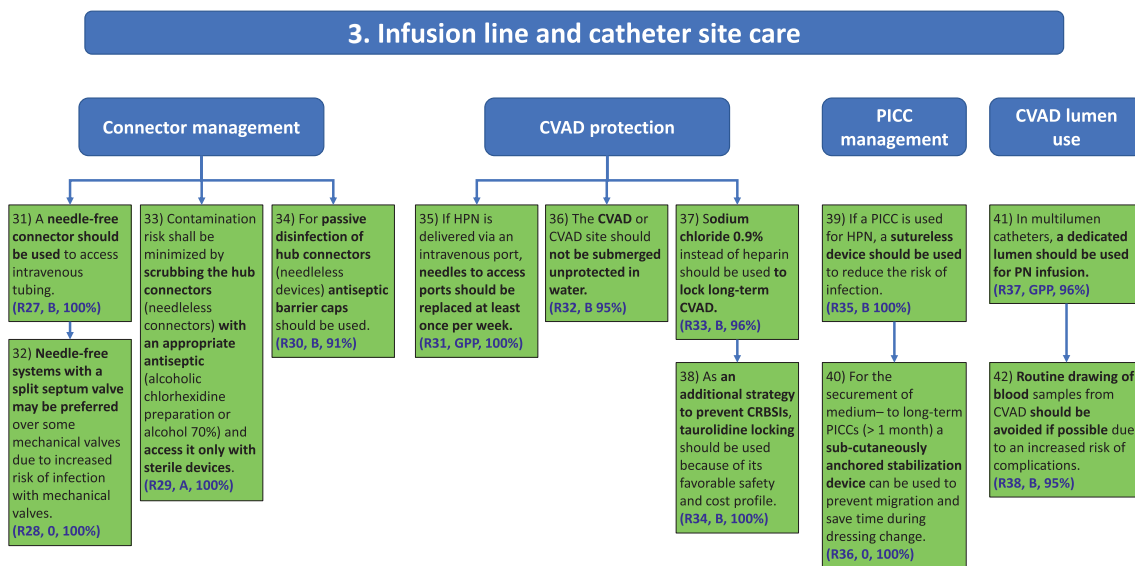 3. Infusion line and catheter site care
Connector management
31) A needle-free
connector should
be used to access
intravenous
tubing.
(R27, B, 100%)
32) Needle-free
systems with a
split septum valve
may be preferred
over some
mechanical valves
due to increased
risk of infection
with mechanical
valves.
(R28, 0, 100%)
33) Contamination
risk shall be
minimized by
scrubbing the hub
connectors
(needleless
connectors) with
an appropriate
antiseptic
(alcoholic
chlorhexidine
preparation or
alcohol 70%) and
access it only with
sterile devices.
(R29, A, 100%)
34) For passive
disinfection of
hub connectors
(needleless
devices) antiseptic
barrier caps
should be used.
(R30, B, 91%)
CVAD protection
35) If HPN is
delivered via an
intravenous port,
needles to access
ports should be
replaced at least
once per week.
(R31, GPP, 100%)
36) The CVAD or
CVAD site should
not be submerged
unprotected in
water.
(R32, B 95%)
37) Sodium
chloride 0.9%
instead of heparin
should be used to
lock long-term
CVAD.
(R33, B, 96%)
38) As an
additional strategy
to prevent CRBSIs,
taurolidine locking
should be used
because of its
favorable safety
and cost profile.
(R34, B, 100%)
PICC
management
39) If a PICC is used
for HPN, a sutureless
device should be used
to reduce the risk of
infection.
(R35, B 100%)
40) For the
securement of
medium– to long-term
PICCs (> 1 month) a
sub-cutaneously
anchored stabilization
device can be used to
prevent migration and
save time during
dressing change.
(R36, 0, 100%)
CVAD lumen
use
41) In multilumen
catheters, a dedicated
lumen should be used
for PN infusion.
(R37, GPP, 96%)
42) Routine drawing of
blood samples from
CVAD should be
avoided if possible due
to an increased risk of
complications.
(R38, B, 95%)